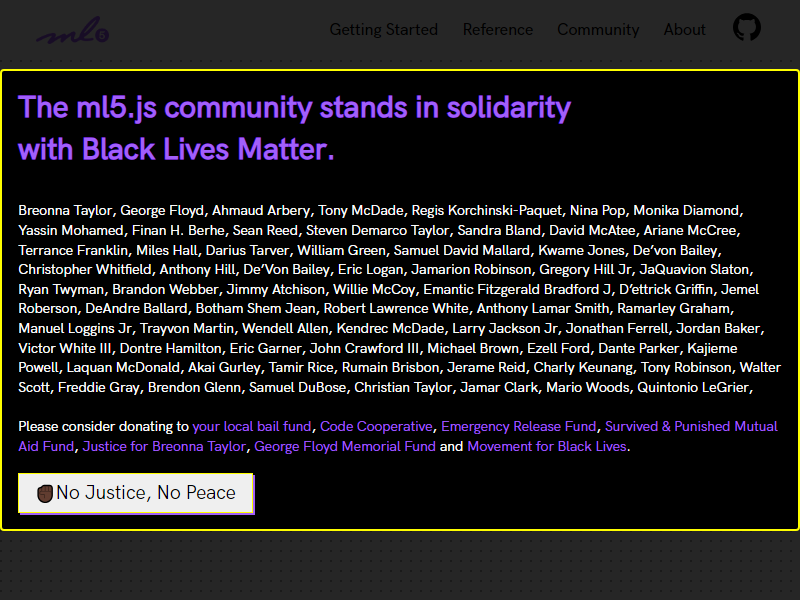 ml5
Getting Started Reference Community About
The ml5.js community stands in solidarity
with Black Lives Matter.
Breonna Taylor, George Floyd, Ahmaud Arbery, Tony McDade, Regis Korchinski-Paquet, Nina Pop, Monika Diamond,
Yassin Mohamed, Finan H. Berhe, Sean Reed, Steven Demarco Taylor, Sandra Bland, David McAtee, Ariane McCree,
Terrance Franklin, Miles Hall, Darius Tarver, William Green, Samuel David Mallard, Kwame Jones, De’von Bailey,
Christopher Whitfield, Anthony Hill, De’Von Bailey, Eric Logan, Jamarion Robinson, Gregory Hill Jr, JaQuavion Slaton,
Ryan Twyman, Brandon Webber, Jimmy Atchison, Willie McCoy, Emantic Fitzgerald Bradford J, D’ettrick Griffin, Jemel
Roberson, DeAndre Ballard, Botham Shem Jean, Robert Lawrence White, Anthony Lamar Smith, Ramarley Graham,
Manuel Loggins Jr, Trayvon Martin, Wendell Allen, Kendrec McDade, Larry Jackson Jr, Jonathan Ferrell, Jordan Baker,
Victor White III, Dontre Hamilton, Eric Garner, John Crawford III, Michael Brown, Ezell Ford, Dante Parker, Kajieme
Powell, Laquan McDonald, Akai Gurley, Tamir Rice, Rumain Brisbon, Jerame Reid, Charly Keunang, Tony Robinson, Walter
Scott, Freddie Gray, Brendon Glenn, Samuel DuBose, Christian Taylor, Jamar Clark, Mario Woods, Quintonio LeGrier,
Please consider donating to your local bail fund, Code Cooperative, Emergency Release Fund, Survived & Punished Mutual
Aid Fund, Justice for Breonna Taylor, George Floyd Memorial Fund and Movement for Black Lives.
No Justice, No Peace